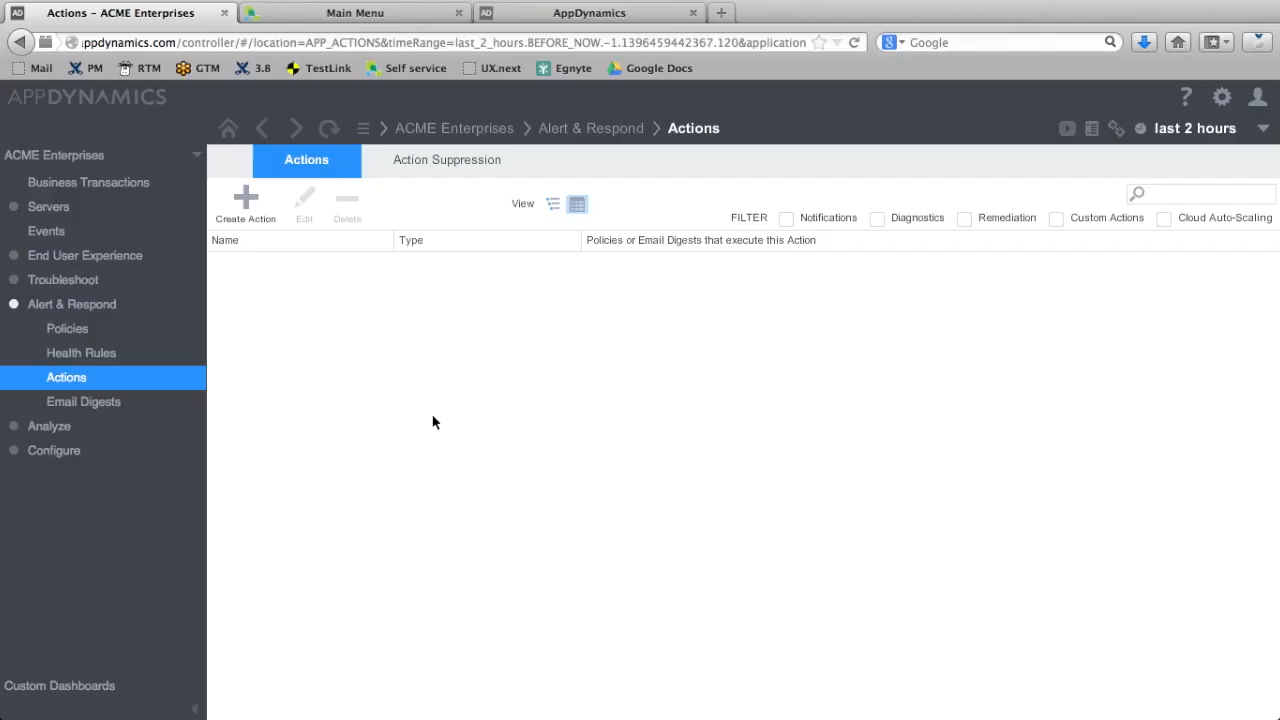 Actions - ACME Enterprises
Main Menu
AppDynamics
appdynamics.com/controller/#/location=APP_ACTIONS&timeRange=last_2_hours.BEFORE_NOW.-1.1396459442367.120&application
Google
Mail
PM
RTM
GTM
3.8
TestLink
Self service
UX.next
Egnyte
Google Docs
APPDYNAMICS
ACME Enterprises
Alert & Respond
Actions
last 2 hours
ACME Enterprises
Business Transactions
Servers
Events
End User Experience
Troubleshoot
Alert & Respond
Policies
Health Rules
Actions
Email Digests
Analyze
Configure
Custom Dashboards
Actions
Action Suppression
Create Action
Edit
Delete
View
FILTER
Notifications
Diagnostics
Remediation
Custom Actions
Cloud Auto-Scaling
Name
Type
Policies or Email Digests that execute this Action